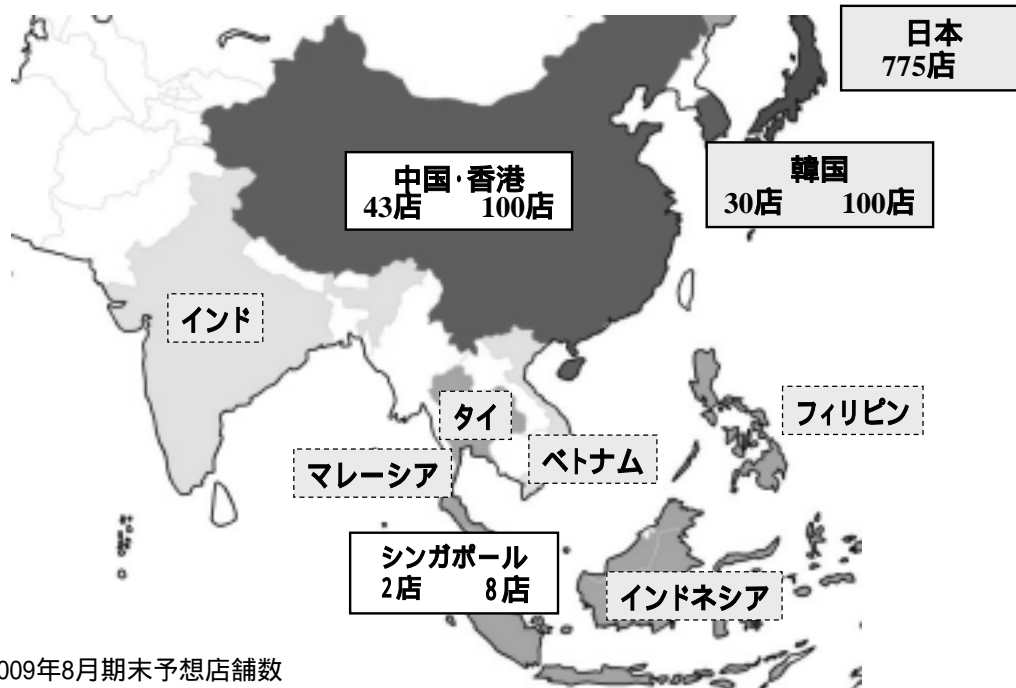 日本
775店
中国・香港
43店 100店
韓国
30店 100店
インド
タイ
フィリピン
マレーシア
ベトナム
シンガポール
2店 8店
インドネシア
009年8月期末予想店舗数